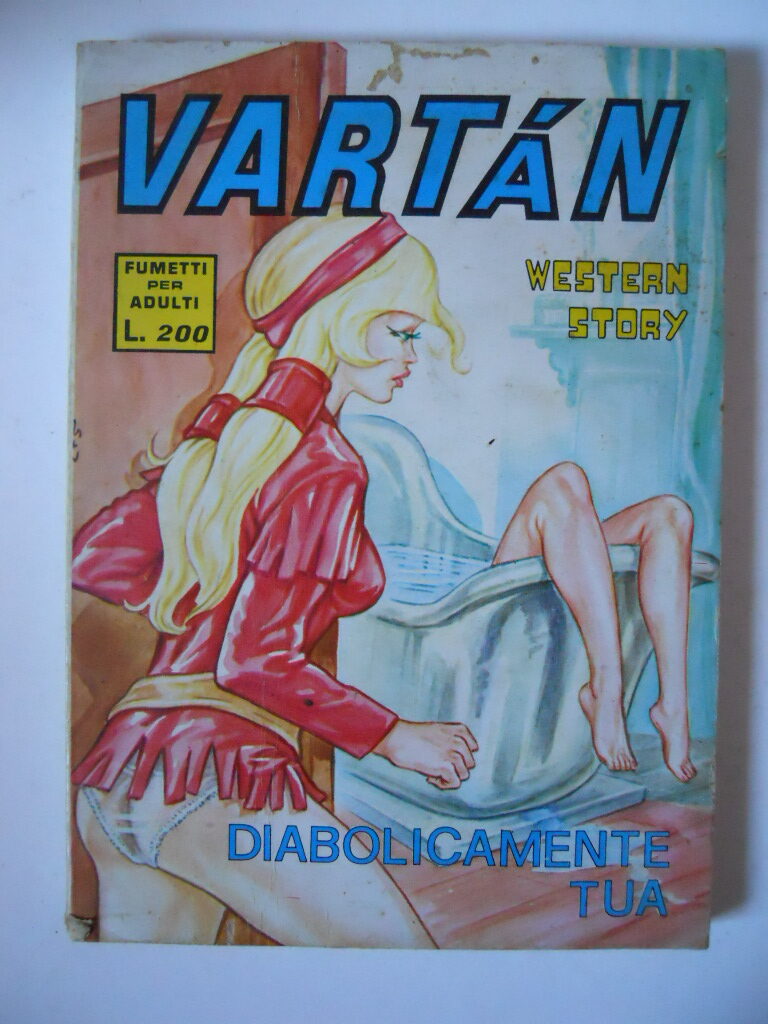 VARTÁN
FUMETTI
PER
ADULTI
L. 200
WESTERN
STORY
DIABOLICAMENTE
TUA